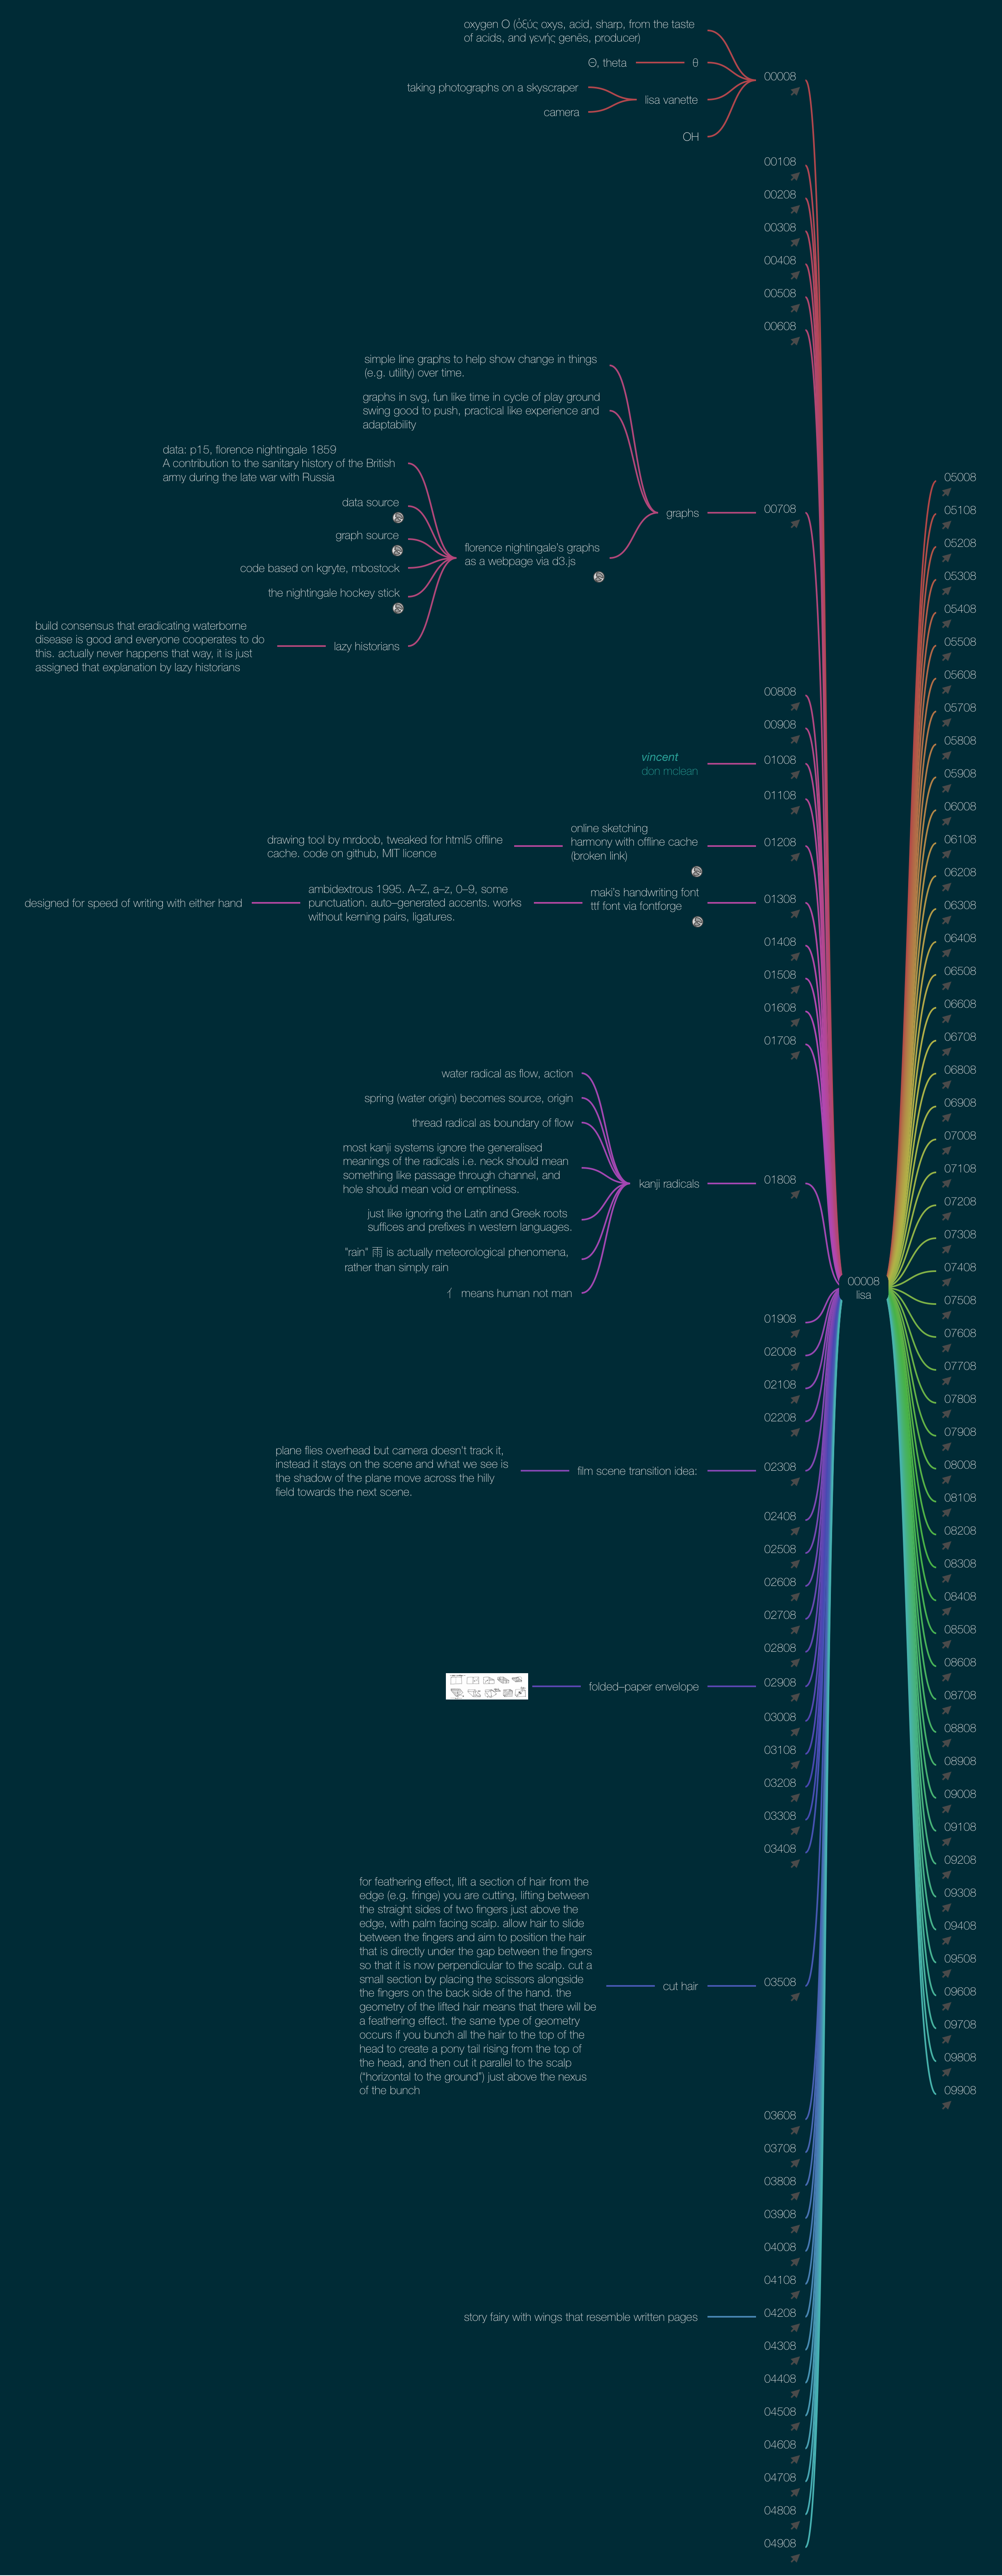 oxygen O (ὀξύς oxys, acid, sharp, from the taste
of acids, and γενής genēs, producer)
Θ, theta
θ
taking photographs on a skyscraper
camera
lisa vanette
OH
00008
00108
00208
00308
00408
00508
00608
simple line graphs to help show change in things
(e.g. utility) over time.
graphs in svg, fun like time in cycle of play ground
swing good to push, practical like experience and
adaptability
data: p15, florence nightingale 1859
A contribution to the sanitary history of the British
army during the late war with Russia
data source
graph source
code based on kgryte, mbostock
the nightingale hockey stick
build consensus that eradicating waterborne
disease is good and everyone cooperates to do
this. actually never happens that way, it is just
assigned that explanation by lazy historians
lazy historians
florence nightingale's graphs
as a webpage via d3.js
graphs
00708
00808
00908
vincent
don mclean
01008
01108
drawing tool by mrdoob, tweaked for html5 offline
cache. code on github, MIT licence
online sketching
harmony with offline cache
(broken link)
01208
designed for speed of writing with either hand
ambidextrous 1995. A–Z, a–z, 0–9, some
punctuation. auto–generated accents. works
without kerning pairs, ligatures.
maki's handwriting font
ttf font via fontforge
01308
01408
01508
01608
01708
water radical as flow, action
spring (water origin) becomes source, origin
thread radical as boundary of flow
most kanji systems ignore the generalised
meanings of the radicals i.e. neck should mean
something like passage through channel, and
hole should mean void or emptiness.
just like ignoring the Latin and Greek roots
suffices and prefixes in western languages.
"rain" 雨 is actually meteorological phenomena,
rather than simply rain
亻 means human not man
kanji radicals
01808
01908
02008
02108
02208
plane flies overhead but camera doesn't track it,
instead it stays on the scene and what we see is
the shadow of the plane move across the hilly
field towards the next scene.
film scene transition idea:
02308
02408
02508
02608
02708
02808
folded–paper envelope
02908
03008
03108
03208
03308
03408
for feathering effect, lift a section of hair from the
edge (e.g. fringe) you are cutting, lifting between
the straight sides of two fingers just above the
edge, with palm facing scalp. allow hair to slide
between the fingers and aim to position the hair
that is directly under the gap between the fingers
so that it is now perpendicular to the scalp. cut a
small section by placing the scissors alongside
the fingers on the back side of the hand. the
geometry of the lifted hair means that there will be
a feathering effect. the same type of geometry
occurs if you bunch all the hair to the top of the
head to create a pony tail rising from the top of
the head, and then cut it parallel to the scalp
("horizontal to the ground") just above the nexus
of the bunch
cut hair
03508
03608
03708
03808
03908
04008
04108
story fairy with wings that resemble written pages
04208
04308
04408
04508
04608
04708
04808
04908
00008
lisa
05008
05108
05208
05308
05408
05508
05608
05708
05808
05908
06008
06108
06208
06308
06408
06508
06608
06708
06808
06908
07008
07108
07208
07308
07408
07508
07608
07708
07808
07908
08008
08108
08208
08308
08408
08508
08608
08708
08808
08908
09008
09108
09208
09308
09408
09508
09608
09708
09808
09908